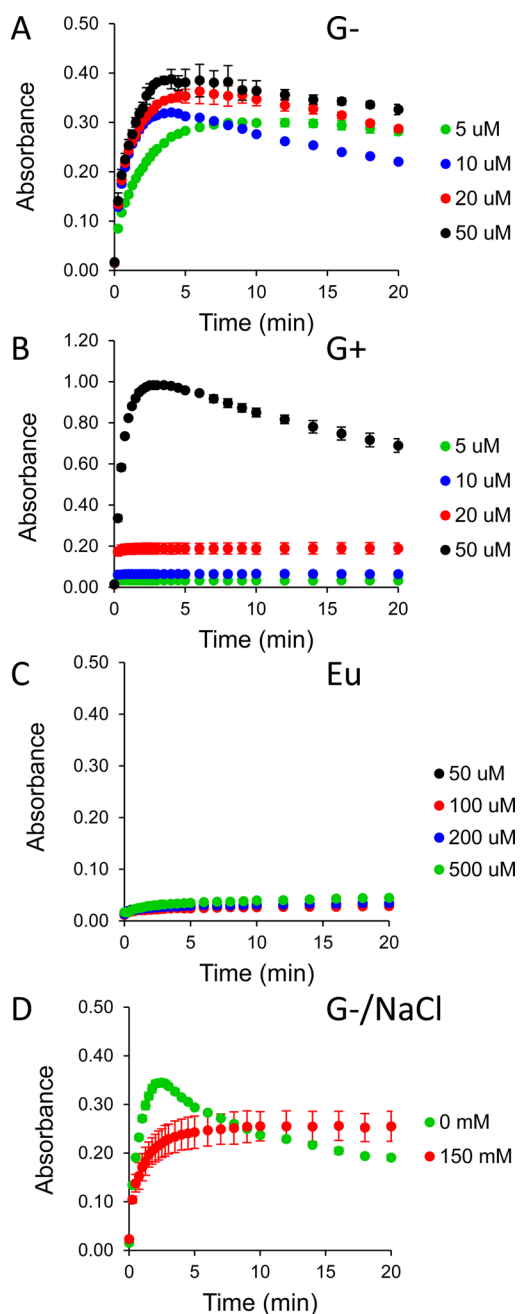 A
G-
0.50
0.40
0.30
0.20
0.10
0.00
Absorbance
0
5
10
15
20
Time (min)
5 uM
10 uM
20 uM
50 uM
B
G+
1.20
1.00
0.80
0.60
0.40
0.20
0.00
Absorbance
0
5
10
15
20
Time (min)
5 uM
10 uM
20 uM
50 uM
C
Eu
0.50
0.40
0.30
0.20
0.10
0.00
Absorbance
0
5
10
15
20
Time (min)
50 uM
100 uM
200 uM
500 uM
D
G-/NaCl
0.50
0.40
0.30
0.20
0.10
0.00
Absorbance
0
5
10
15
20
Time (min)
0 mM
150 mM